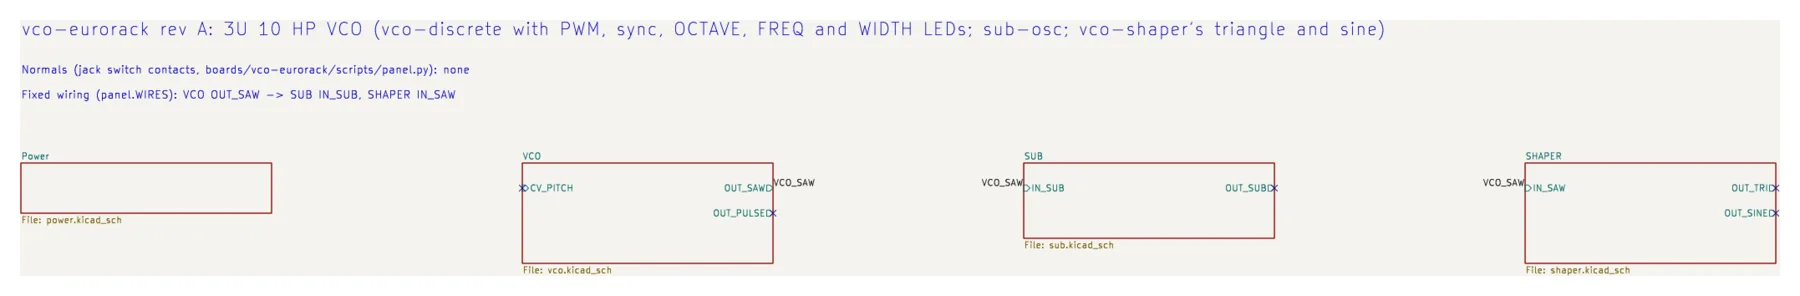 vco-eurorack rev A: 3U 10 HP VCO (vco-discrete with PWM, sync, OCTAVE, FREQ and WIDTH LEDs; sub-osc; vco-shaper's triangle and sine)
Normals (jack switch contacts, boards/vco-eurorack/scripts/panel.py): none
Fixed wiring (panel.WIRES): VCO OUT_SAW -> SUB IN_SUB, SHAPER IN_SAW
Power
File: power.kicad_sch
VCO
CV_PITCH
OUT_SAW
VCO_SAW
OUT_PULSE
File: vco.kicad_sch
SUB
VCO_SAW
IN_SUB
OUT_SUB
File: sub.kicad_sch
SHAPER
VCO_SAW
IN_SAW
OUT_TRI
OUT_SINE
File: shaper.kicad_sch